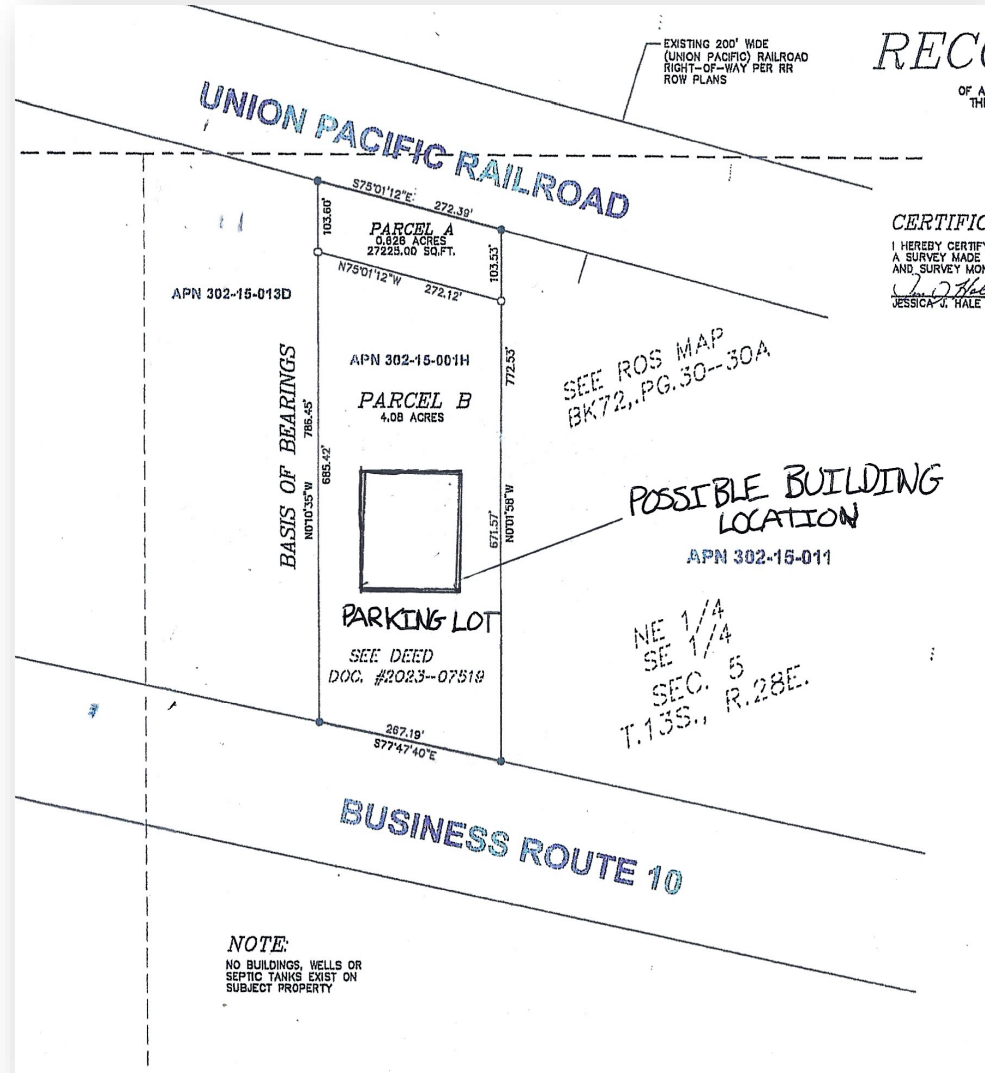 EXISTING 200' WIDE
(UNION PACIFIC) RAILROAD
RIGHT-OF-WAY PER RR
ROW PLANS
RECO
OF A
THE
UNION PACIFIC RAILROAD
S75°01'12"E 272.39'
103.60'
PARCEL A
0.626 ACRES
27225.00 SQ.FT.
103.53'
N75°01'12"W 272.12'
CERTIFIC
I HEREBY CERTIFY
A SURVEY MADE
AND SURVEY MON
JESSICA J. HALE
APN 302-15-013D
APN 302-15-001H
PARCEL B
4.08 ACRES
BASIS OF BEARINGS
N0°10'35"W 786.45'
685.42'
772.53'
671.57'
N0°01'58"W
SEE ROS MAP
BK72,.PG.30--30A
POSSIBLE BUILDING
LOCATION
APN 302-15-011
PARKING LOT
SEE DEED
DOC. #2023--07519
NE 1/4
SE 1/4
SEC. 5
T.13S., R.28E.
267.19'
S77°47'40"E
BUSINESS ROUTE 10
NOTE:
NO BUILDINGS, WELLS OR
SEPTIC TANKS EXIST ON
SUBJECT PROPERTY